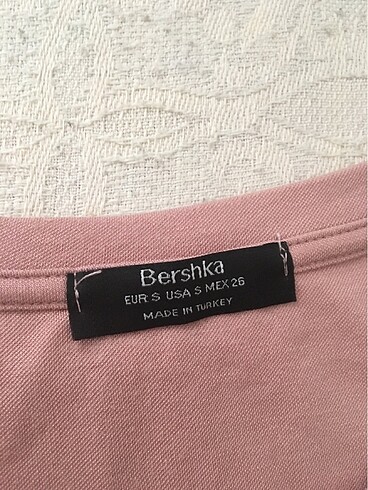 Bershka
EUR S USA S MEX 26
MADE IN TURKEY